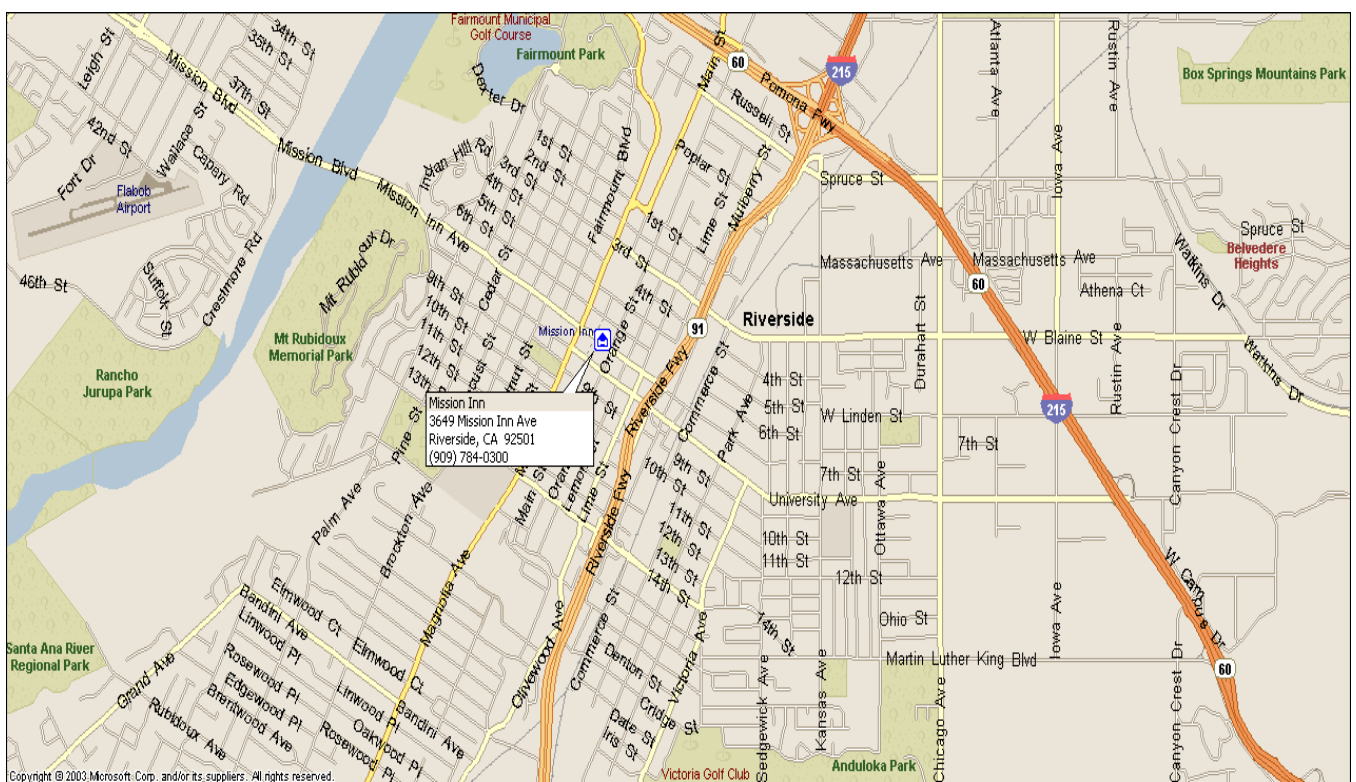 Fairmount Municipal
Golf Course
Fairmount Park
34th St
35th St
37th St
Leigh St
Mission Blvd
42nd St
Wallace St
Capary Rd
Fort Dr
Flabob
Airport
Mission Blvd
Dexter Dr
Indian Hill Rd
1st St
2nd St
3rd St
4th St
5th St
6th St
Fairmount Blvd
Main St
60
Pomona Fwy
215
Russell St
Poplar St
Lime St
Mulberry St
Spruce St
Atlanta Ave
Iowa Ave
Rustin Ave
Box Springs Mountains Park
Spruce St
Belvedere
Heights
Watkins Dr
Massachusetts Ave
Massachusetts Ave
Athena Ct
60
Mission Inn Ave
Mt Rubidoux Dr
Cedar St
1st St
3rd St
4th St
Orange St
91
Riverside
W Blaine St
Watkins Dr
46th St
Suffolk St
Crestmore Rd
Mt Rubidoux
Memorial Park
Rancho
Jurupa Park
9th St
10th St
11th St
12th St
13th St
Mission Inn
Mission Inn
3649 Mission Inn Ave
Riverside, CA 92501
(909) 784-0300
Riverside Fwy
Commerce St
Park Ave
4th St
5th St
6th St
7th St
W Linden St
Durahart St
7th St
215
Rustin Ave
Canyon Crest Dr
Pine St
Palm Ave
Brockton Ave
Magnolia Ave
Main St
Lime St
Riverside Fwy
9th St
10th St
11th St
12th St
13th St
14th St
University Ave
10th St
11th St
12th St
Ottawa Ave
Ohio St
14th St
Martin Luther King Blvd
Iowa Ave
W Campus Dr
60
Canyon Crest Dr
Chicago Ave
Kansas Ave
Sedgewick Ave
Anduloka Park
Victoria Golf Club
Victoria Ave
Commerce St
Denton St
Cridge St
Date St
Iris St
Olivewood Ave
Santa Ana River
Regional Park
Grand Ave
Bandini Ave
Elmwood Ct
Elmwood Ct
Linwood Pl
Linwood Pl
Rosewood Pl
Edgewood Pl
Brentwood Ave
Rubidoux Ave
Bandini Ave
Oakwood Pl
Rosewood Pl
Copyright © 2003 Microsoft Corp. and/or its suppliers. All rights reserved.